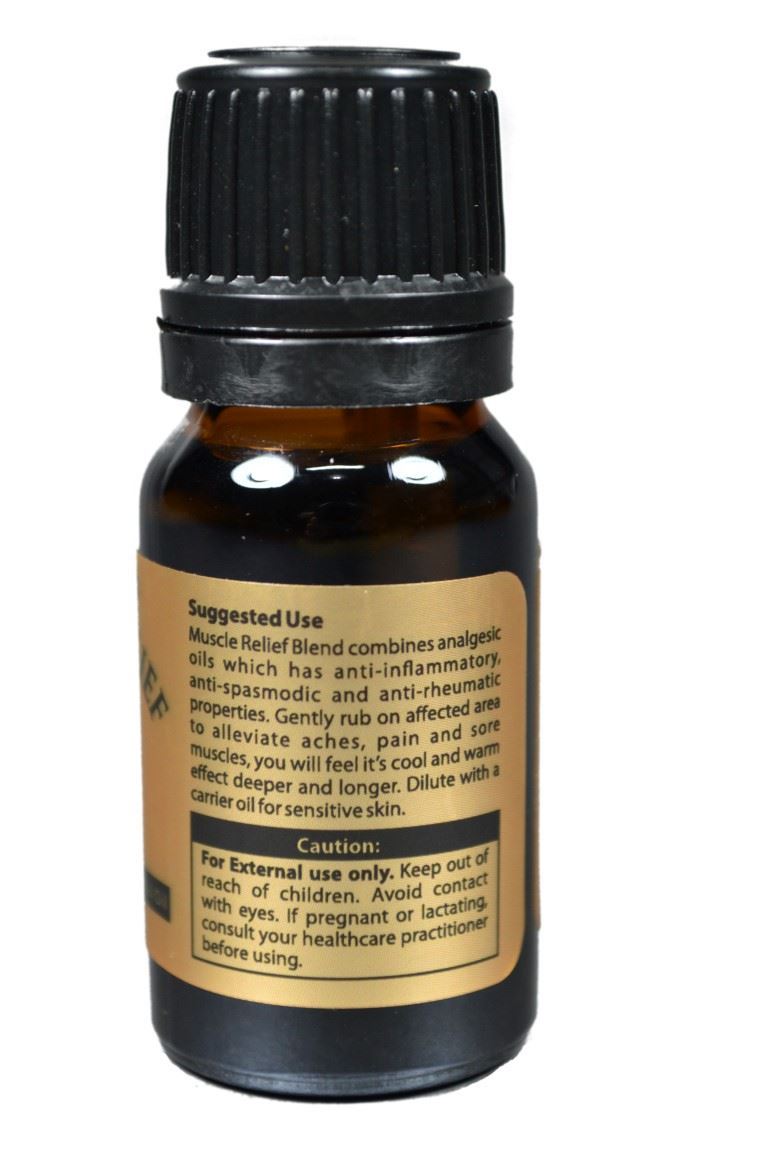 Suggested Use
Muscle Relief Blend combines analgesic
oils which has anti-inflammatory,
anti-spasmodic and anti-rheumatic
properties. Gently rub on affected area
to alleviate aches, pain and sore
muscles, you will feel it's cool and warm
effect deeper and longer. Dilute with a
carrier oil for sensitive skin.
Caution:
For External use only. Keep out of
reach of children. Avoid contact
with eyes. If pregnant or lactating,
consult your healthcare practitioner
before using.